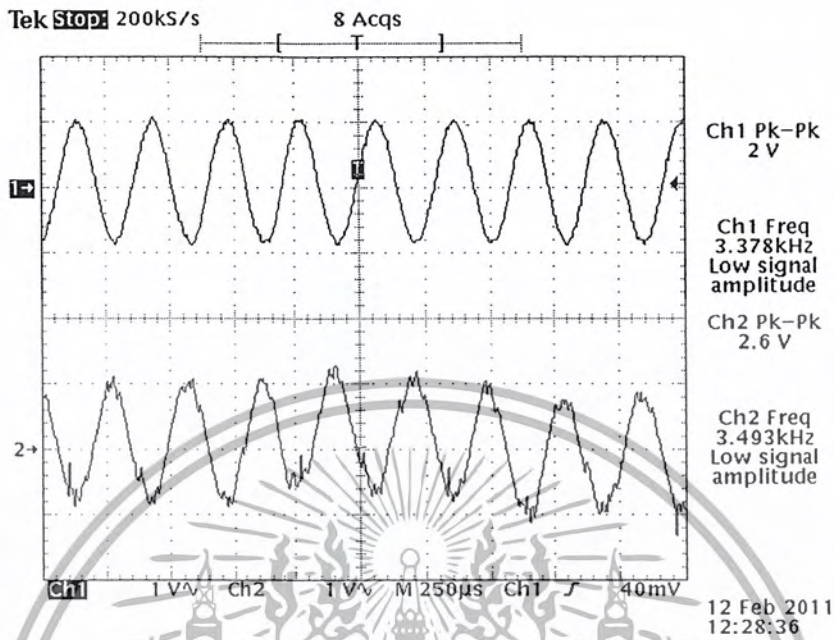 Tek Stop: 200kS/s 8 Acqs
[ T ]
T
1→
Ch1 Pk-Pk
2 V
Ch1 Freq
3.378kHz
Low signal
amplitude
Ch2 Pk-Pk
2.6 V
2→
Ch2 Freq
3.493kHz
Low signal
amplitude
Ch1 1 V∿ Ch2 1 V∿ M 250µs Ch1 ʃ 40mV
12 Feb 2011
12:28:36